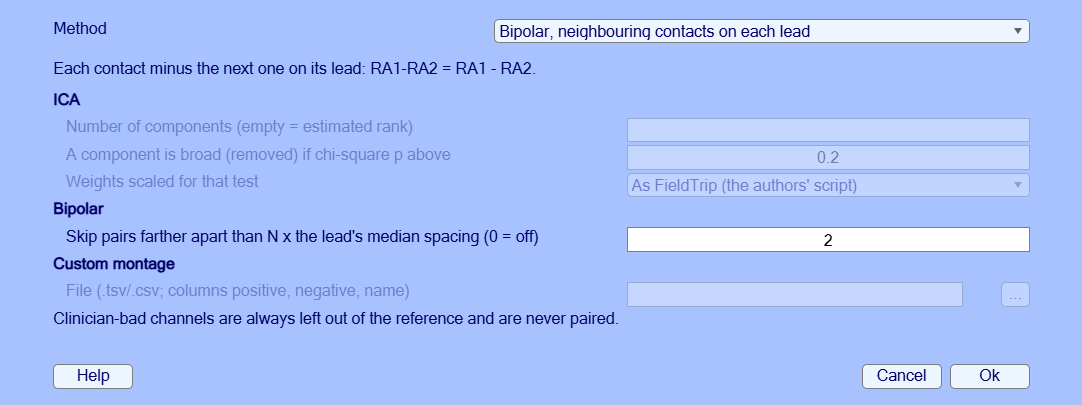 Method
Bipolar, neighbouring contacts on each lead
Each contact minus the next one on its lead: RA1-RA2 = RA1 - RA2.
ICA
Number of components (empty = estimated rank)
A component is broad (removed) if chi-square p above
0.2
Weights scaled for that test
As FieldTrip (the authors' script)
Bipolar
Skip pairs farther apart than N x the lead's median spacing (0 = off)
2
Custom montage
File (.tsv/.csv; columns positive, negative, name)
...
Clinician-bad channels are always left out of the reference and are never paired.
Help
Cancel
Ok